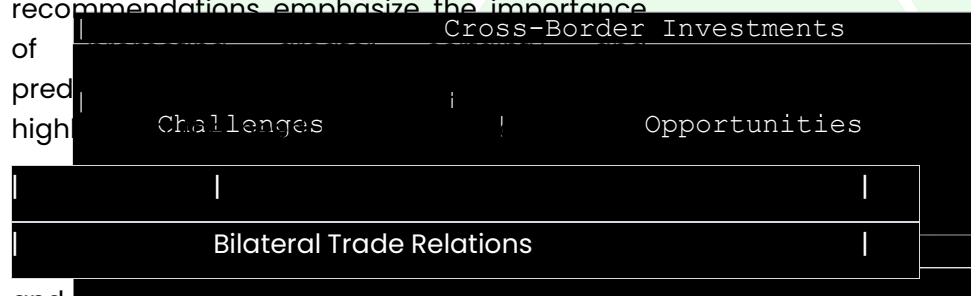 recommendations emphasize the importance
Cross-Border Investments
of
pred
Challenges | Opportunities
high
| | |
| Bilateral Trade Relations |
and